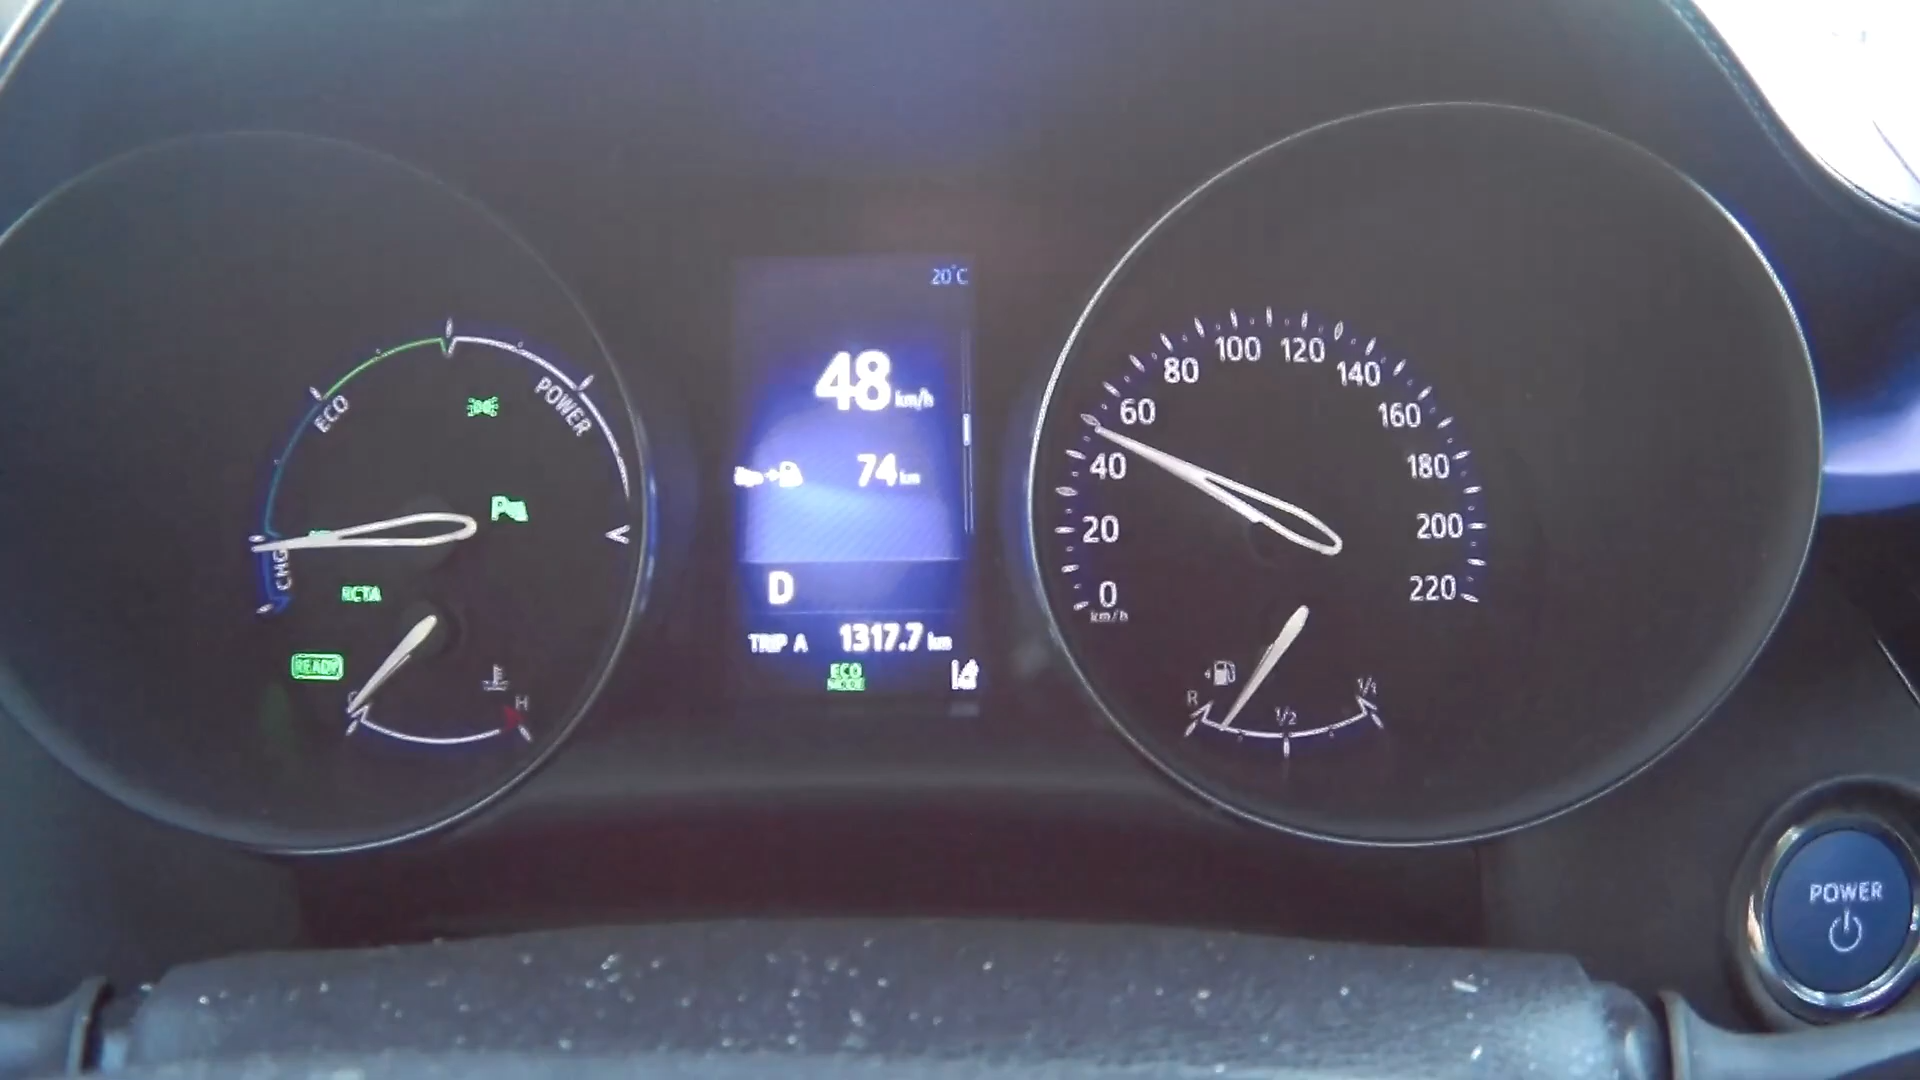 20°C
48 km/h
74 km
D
TRIP A 1317.7 km
ECO
MODE
ECO
POWER
CHG
RCTA
READY
H
0
20
40
60
80
100
120
140
160
180
200
220
km/h
R
1/2
1/1
POWER